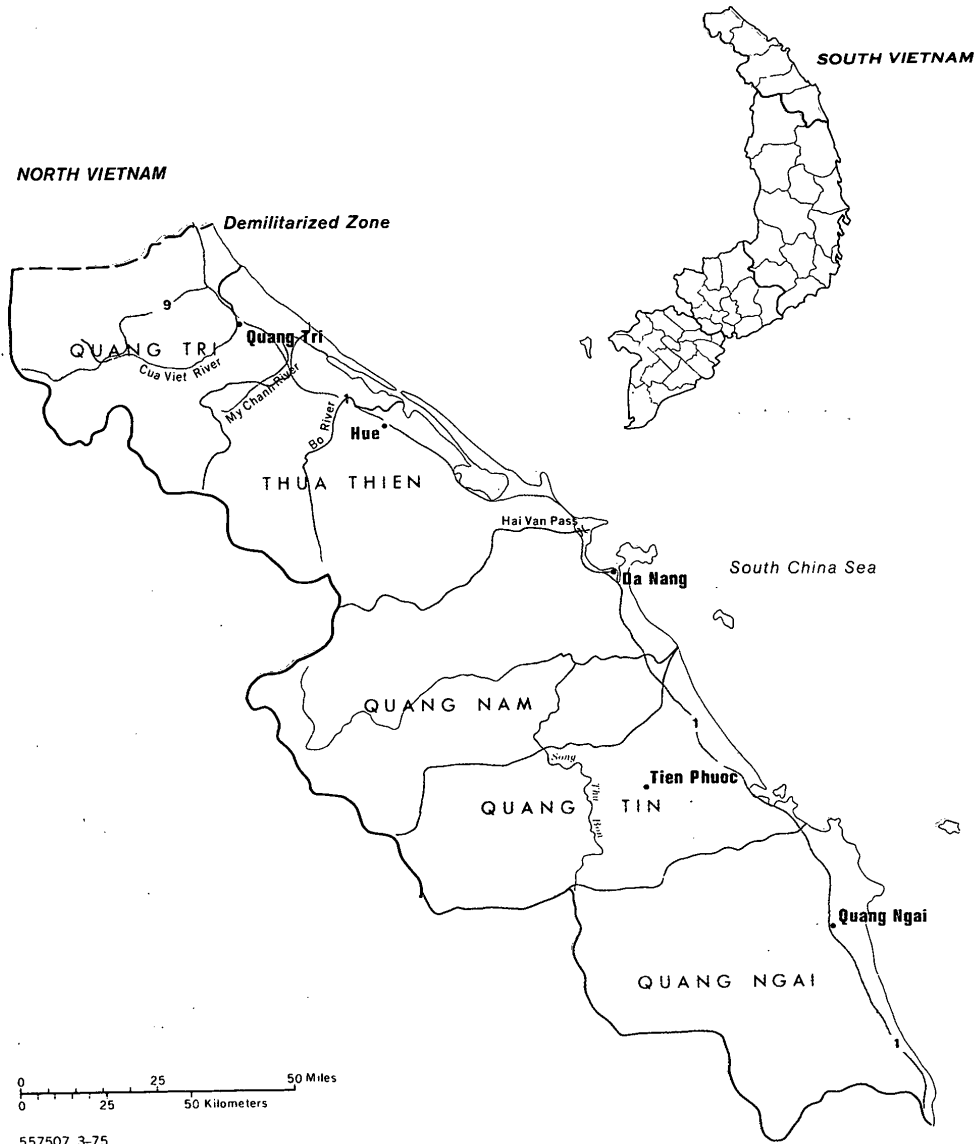 SOUTH VIETNAM
NORTH VIETNAM
Demilitarized Zone
9
Quang Tri
QUANG TRI
Cua Viet River
My Chanh River
1
Bo River
Hue
THUA THIEN
Hai Van Pass
South China Sea
Da Nang
QUANG NAM
1
Song
Thu Bon
Tien Phuoc
QUANG TIN
Quang Ngai
QUANG NGAI
1
0 25 50 Miles
0 25 50 Kilometers
557507 3-75